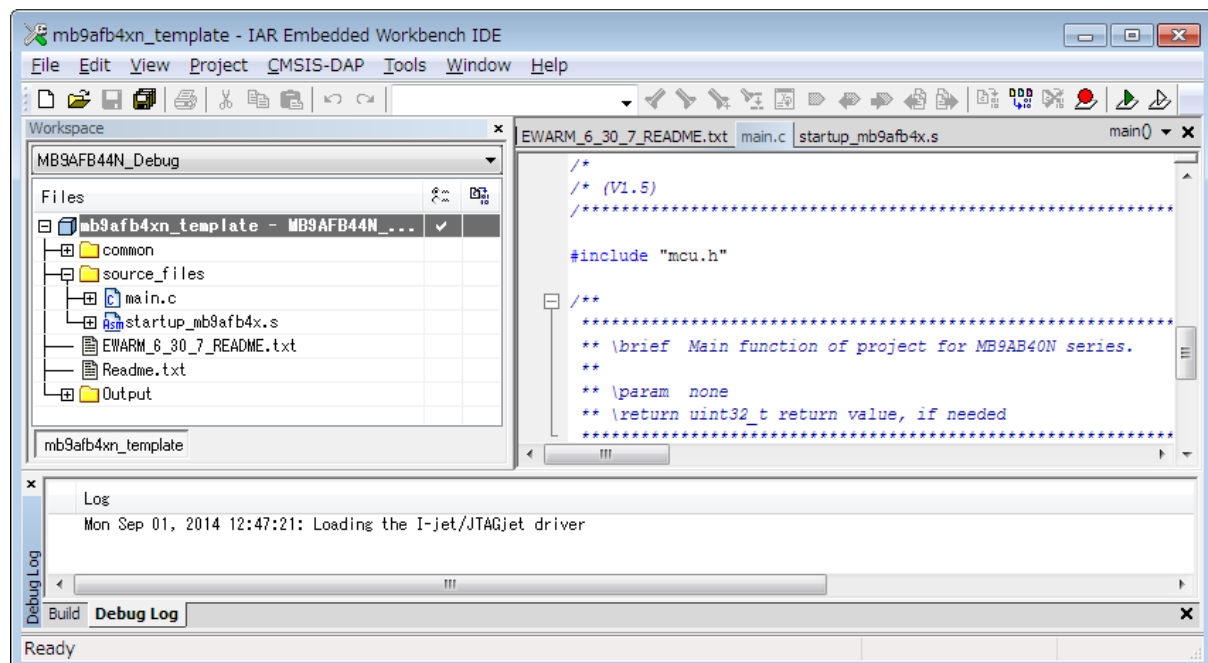 mb9afb4xn_template - IAR Embedded Workbench IDE
File Edit View Project CMSIS-DAP Tools Window Help
Workspace
MB9AFB44N_Debug
Files
mb9afb4xn_template - MB9AFB44N_...
common
source_files
main.c
startup_mb9afb4x.s
EWARM_6_30_7_README.txt
Readme.txt
Output
mb9afb4xn_template
EWARM_6_30_7_README.txt main.c startup_mb9afb4x.s main()
/*
/* (V1.5)
/************************************************************
#include "mcu.h"
/**
************************************************************
** \brief Main function of project for MB9AB40N series.
**
** \param none
** \return uint32_t return value, if needed
************************************************************
Log
Mon Sep 01, 2014 12:47:21: Loading the I-jet/JTAGjet driver
Debug Log
Build Debug Log
Ready